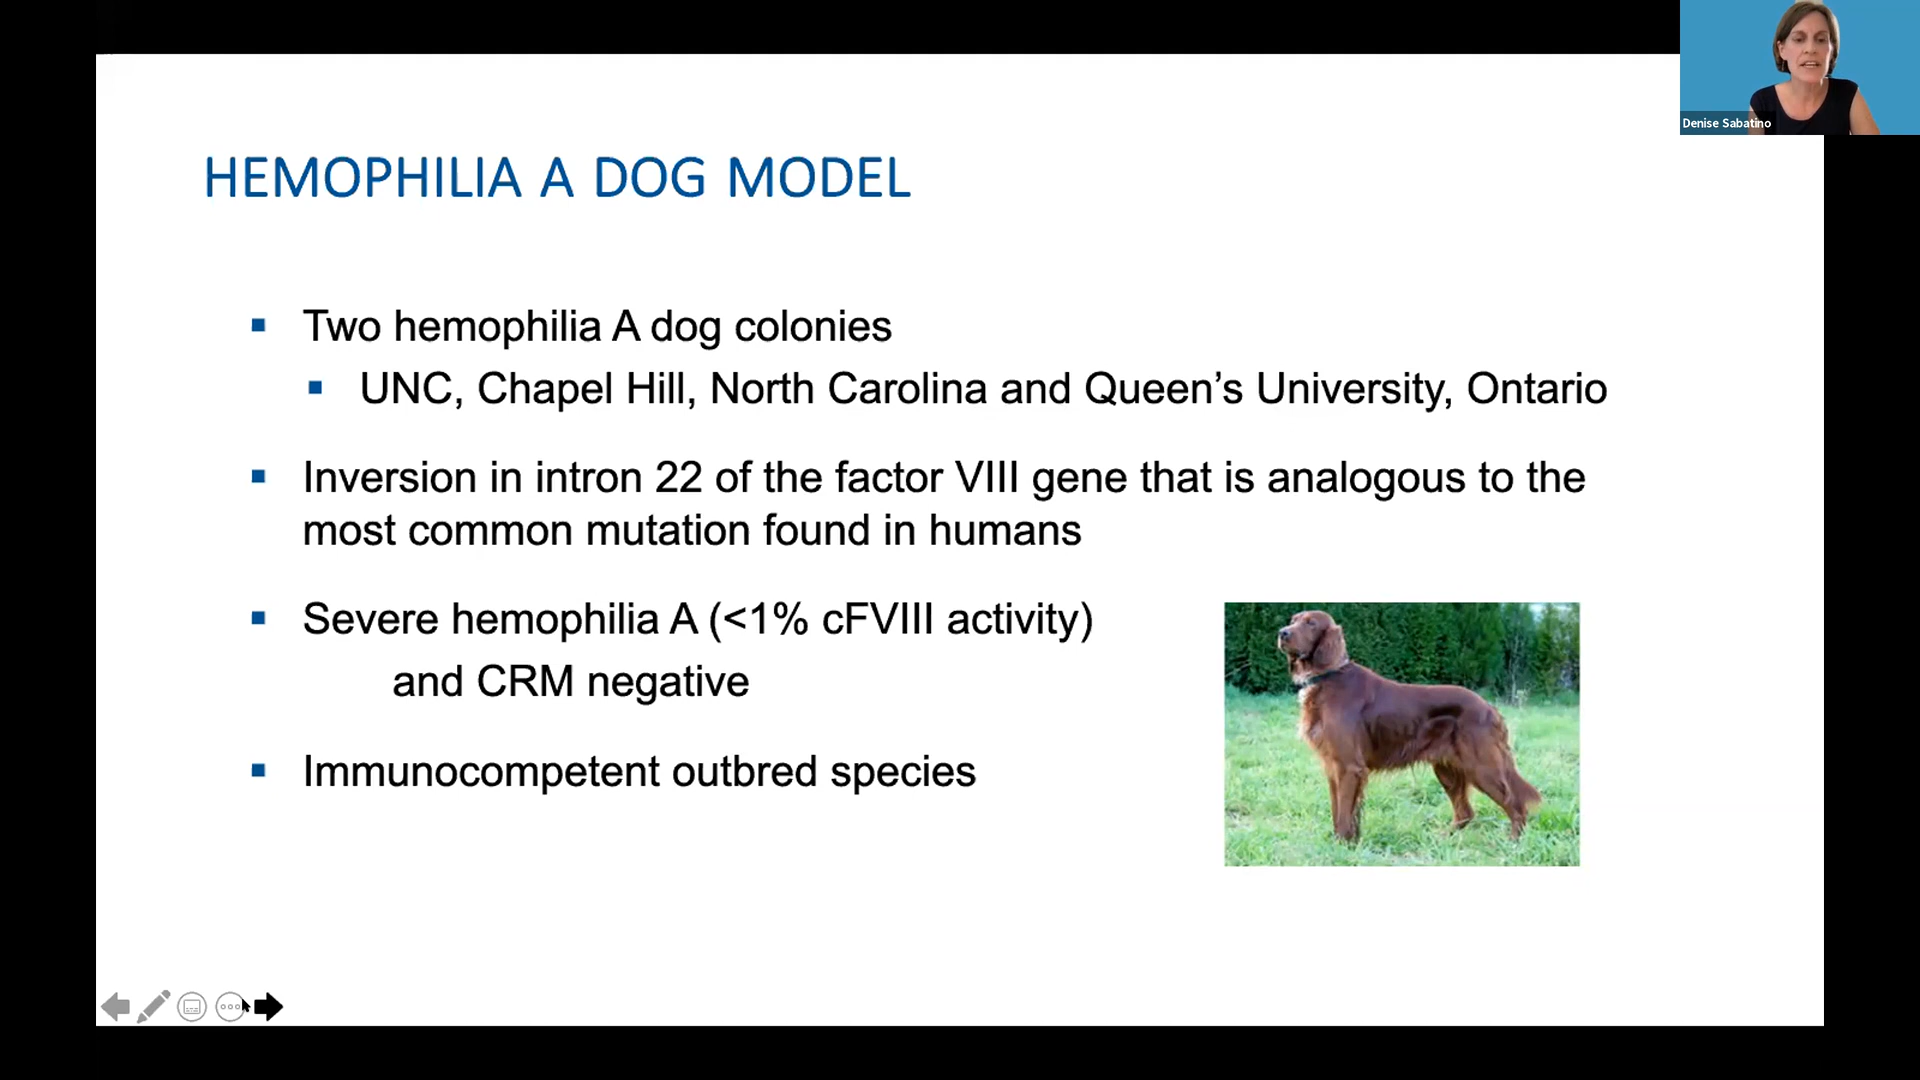 Denise Sabatino
HEMOPHILIA A DOG MODEL
Two hemophilia A dog colonies
UNC, Chapel Hill, North Carolina and Queen’s University, Ontario
Inversion in intron 22 of the factor VIII gene that is analogous to the
most common mutation found in humans
Severe hemophilia A (<1% cFVIII activity)
and CRM negative
Immunocompetent outbred species